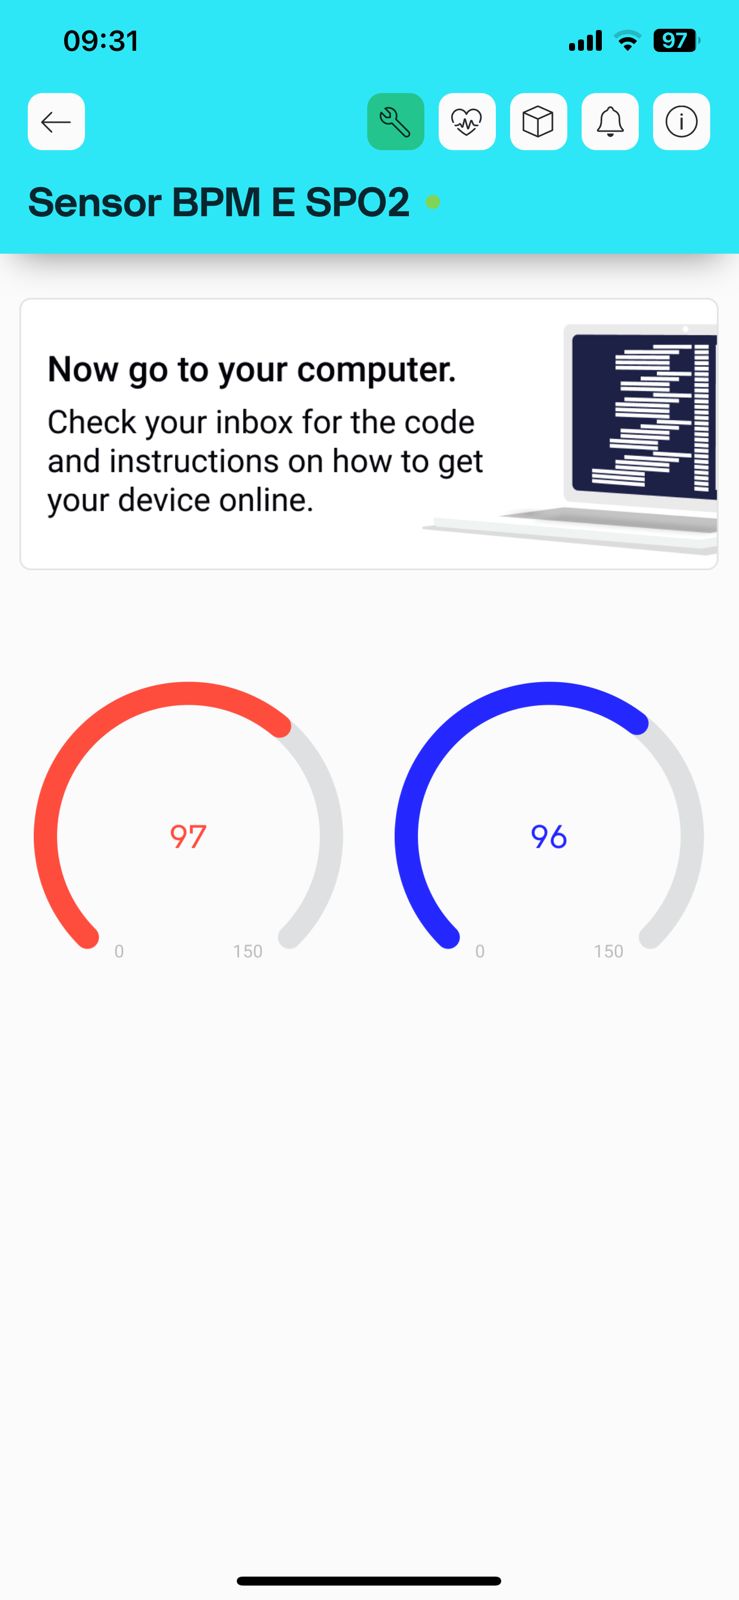 09:31
97
Sensor BPM E SPO2
Now go to your computer.
Check your inbox for the code
and instructions on how to get
your device online.
97
0
150
96
0
150